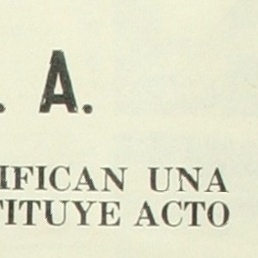 . A.
IFICAN UNA
TITUYE ACTO